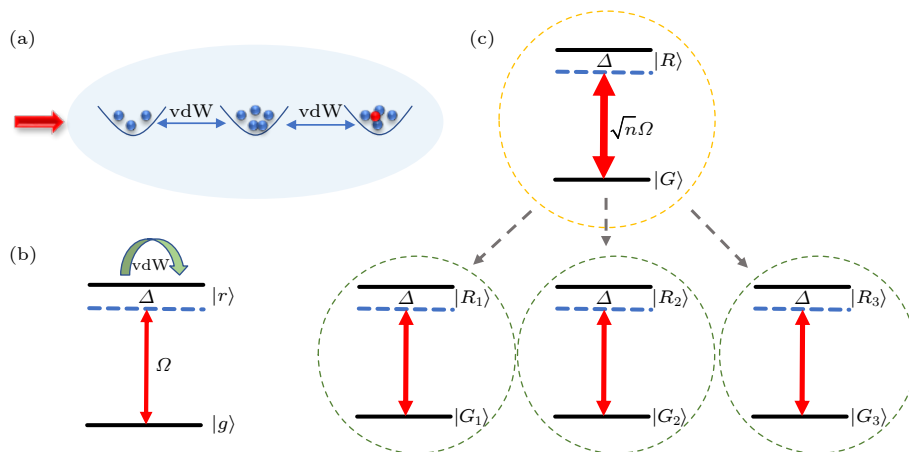 (a)
vdW
vdW
(b)
vdW
|r⟩
Δ
Ω
|g⟩
(c)
|R⟩
Δ
√nΩ
|G⟩
|R₁⟩
Δ
|G₁⟩
|R₂⟩
Δ
|G₂⟩
|R₃⟩
Δ
|G₃⟩